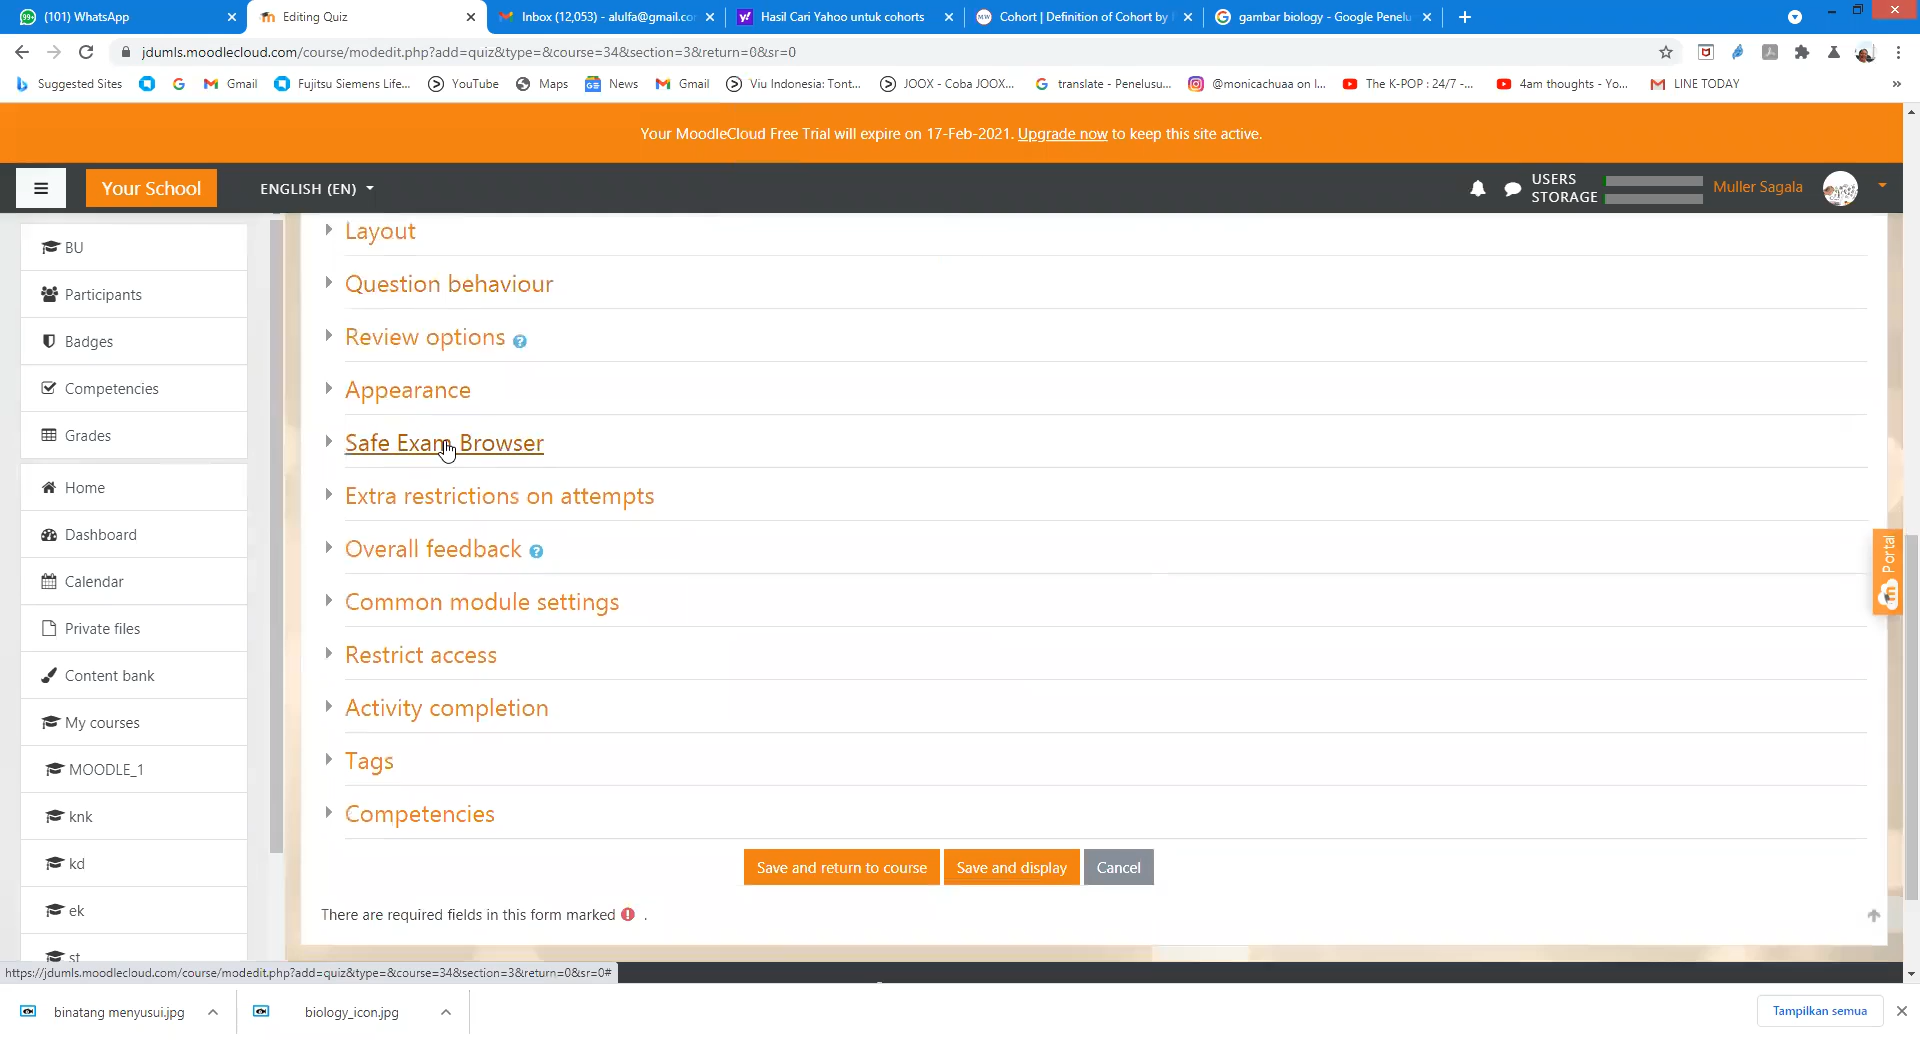 (101) WhatsApp
Editing Quiz
Inbox (12,053) - alulfa@gmail.co
Hasil Cari Yahoo untuk cohorts
Cohort | Definition of Cohort by
gambar biology - Google Penelu
jdumls.moodlecloud.com/course/modedit.php?add=quiz&type=&course=34&section=3&return=0&sr=0
Suggested Sites
Gmail
Fujitsu Siemens Life...
YouTube
Maps
News
Gmail
Viu Indonesia: Tont...
JOOX - Coba JOOX...
translate - Penelusu...
@monicachuaa on I...
The K-POP : 24/7 -...
4am thoughts - Yo...
LINE TODAY
Your MoodleCloud Free Trial will expire on 17-Feb-2021. Upgrade now to keep this site active.
Your School
ENGLISH (EN)
USERS
STORAGE
Muller Sagala
BU
Participants
Badges
Competencies
Grades
Home
Dashboard
Calendar
Private files
Content bank
My courses
MOODLE_1
knk
kd
ek
st
Layout
Question behaviour
Review options
Appearance
Safe Exam Browser
Extra restrictions on attempts
Overall feedback
Common module settings
Restrict access
Activity completion
Tags
Competencies
Save and return to course
Save and display
Cancel
There are required fields in this form marked .
Portal
https://jdumls.moodlecloud.com/course/modedit.php?add=quiz&type=&course=34&section=3&return=0&sr=0#
binatang menyusui.jpg
biology_icon.jpg
Tampilkan semua